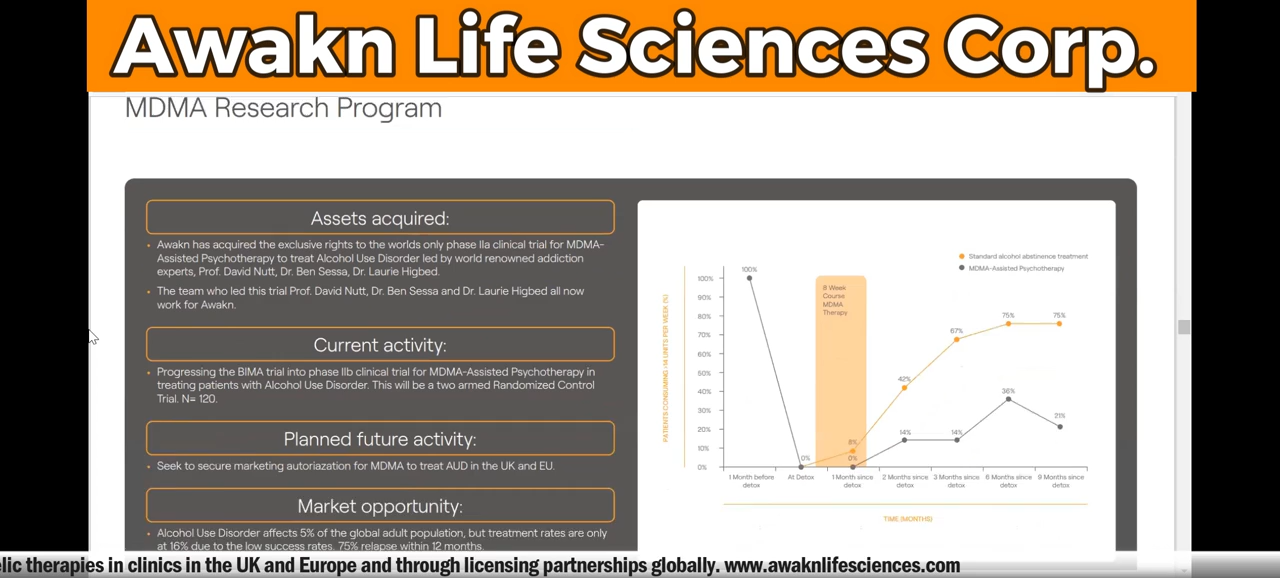 Awakn Life Sciences Corp.
MDMA Research Program
Assets acquired:
• Awakn has acquired the exclusive rights to the worlds only phase IIa clinical trial for MDMA-
Assisted Psychotherapy to treat Alcohol Use Disorder led by world renowned addiction
experts, Prof. David Nutt, Dr. Ben Sessa, Dr. Laurie Higbed.
• The team who led this trial Prof. David Nutt, Dr. Ben Sessa and Dr. Laurie Higbed all now
work for Awakn.
Current activity:
• Progressing the BIMA trial into phase IIb clinical trial for MDMA-Assisted Psychotherapy in
treating patients with Alcohol Use Disorder. This will be a two armed Randomized Control
Trial. N= 120.
Planned future activity:
• Seek to secure marketing autoriazation for MDMA to treat AUD in the UK and EU.
Market opportunity:
• Alcohol Use Disorder affects 5% of the global adult population, but treatment rates are only
at 16% due to the low success rates. 75% relapse within 12 months.
Standard alcohol abstinence treatment
MDMA-Assisted Psychotherapy
PATIENTS CONSUMING >14 UNITS PER WEEK (%)
100%
90%
80%
70%
60%
50%
40%
30%
20%
10%
0%
100%
0%
8 Week
Course
MDMA
Therapy
8%
0%
42%
14%
67%
14%
75%
36%
75%
21%
1 Month before
detox
At Detox
1 Month since
detox
2 Months since
detox
3 Months since
detox
6 Months since
detox
9 Months since
detox
TIME (MONTHS)
elic therapies in clinics in the UK and Europe and through licensing partnerships globally. www.awaknlifesciences.com